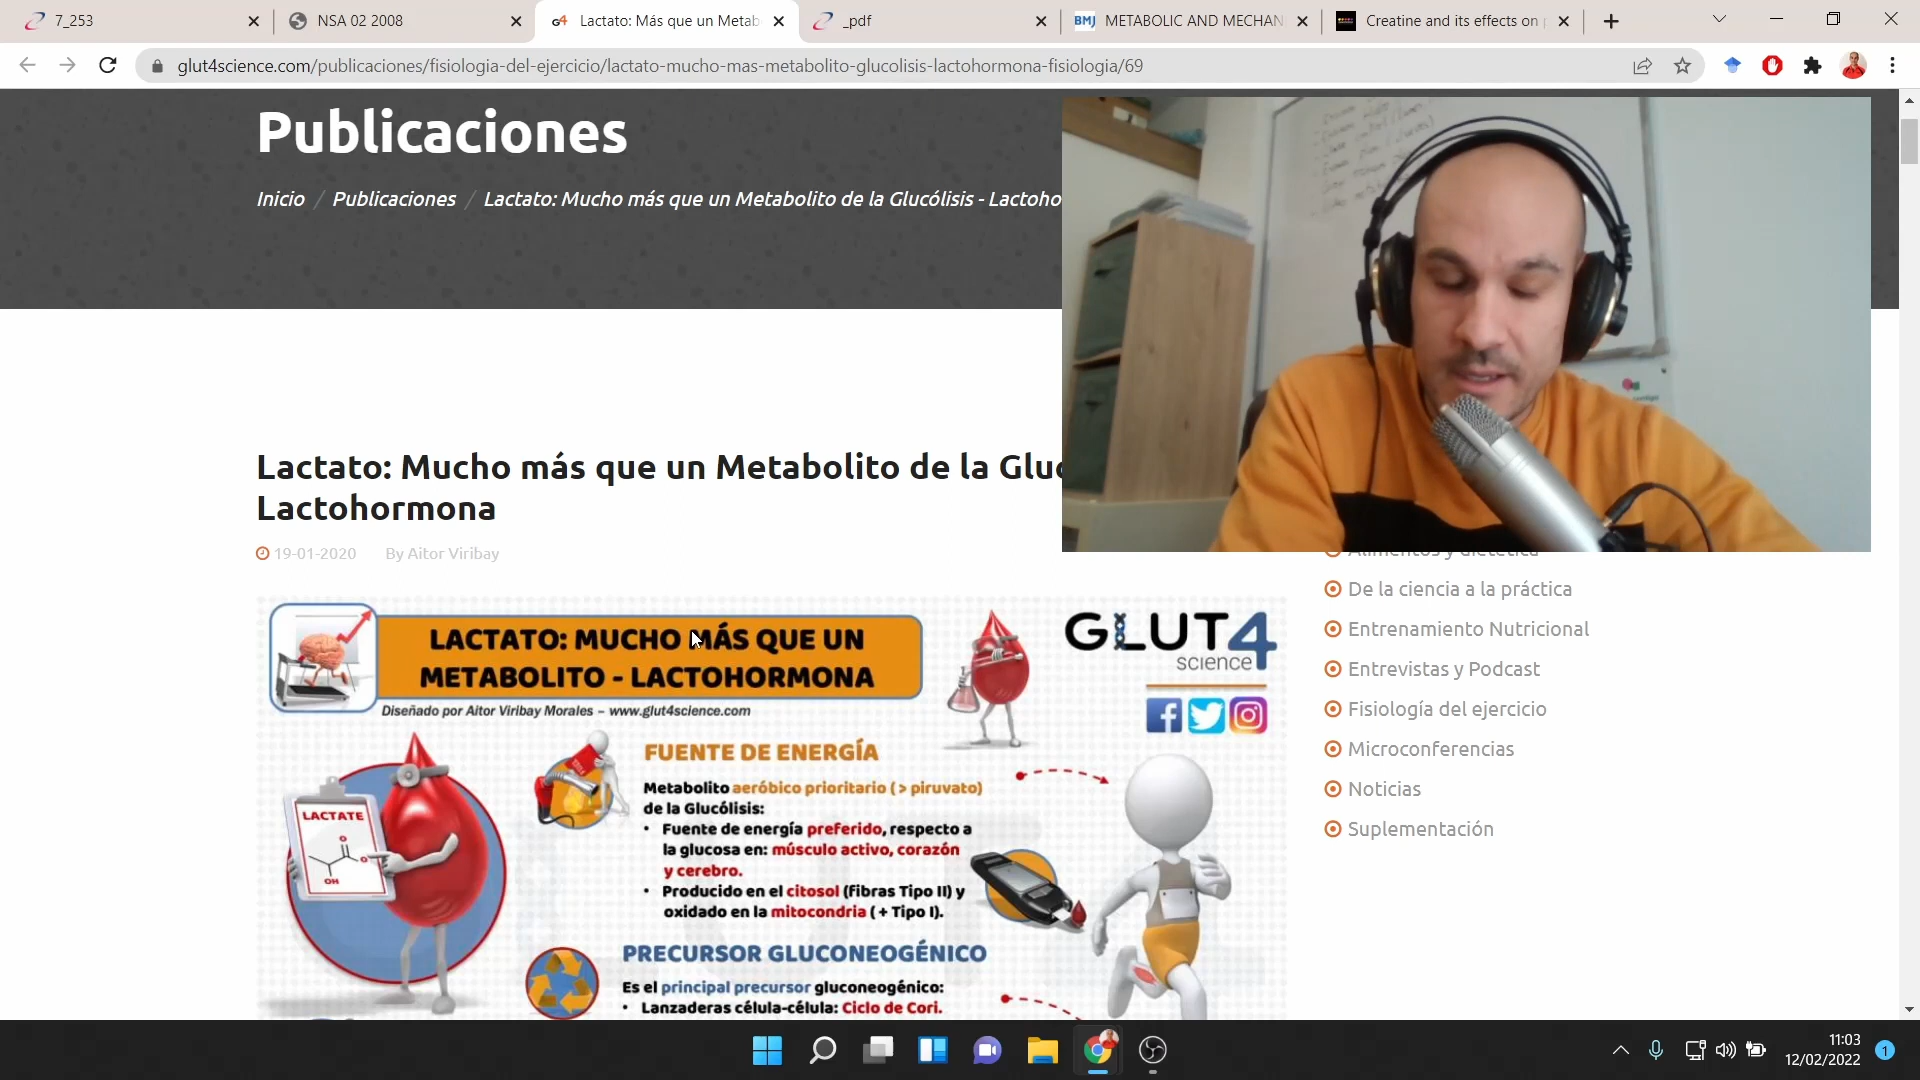 7_253
NSA 02 2008
Lactato: Más que un Metab
_pdf
BMJ METABOLIC AND MECHAN
Creatine and its effects on
glut4science.com/publicaciones/fisiologia-del-ejercicio/lactato-mucho-mas-metabolito-glucolisis-lactohormona-fisiologia/69
Publicaciones
Inicio / Publicaciones / Lactato: Mucho más que un Metabolito de la Glucólisis - Lactoho
Lactato: Mucho más que un Metabolito de la Gluc
Lactohormona
19-01-2020 By Aitor Viribay
LACTATO: MUCHO MÁS QUE UN
METABOLITO - LACTOHORMONA
Diseñado por Aitor Viribay Morales – www.glut4science.com
GLUT4
science
FUENTE DE ENERGÍA
Metabolito aeróbico prioritario ( > piruvato)
de la Glucólisis:
• Fuente de energía preferido, respecto a
la glucosa en: músculo activo, corazón
y cerebro.
• Producido en el citosol (fibras Tipo II) y
oxidado en la mitocondria ( + Tipo I).
LACTATE
O
O
OH
PRECURSOR GLUCONEOGÉNICO
Es el principal precursor gluconeogénico:
• Lanzaderas célula-célula: Ciclo de Cori.
Alimentos y dietética
De la ciencia a la práctica
Entrenamiento Nutricional
Entrevistas y Podcast
Fisiología del ejercicio
Microconferencias
Noticias
Suplementación
11:03
12/02/2022
1